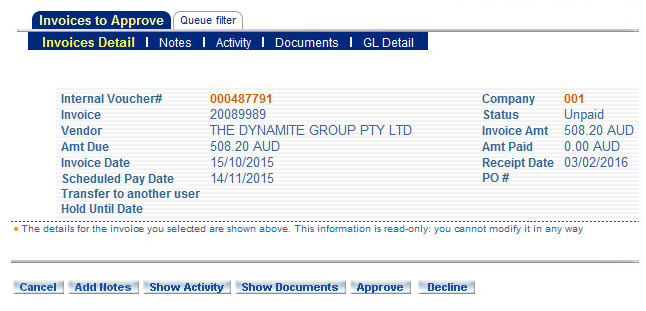 Invoices to Approve Queue filter
Invoices Detail | Notes | Activity | Documents | GL Detail
Internal Voucher# 000487791 Company 001
Invoice 20089989 Status Unpaid
Vendor THE DYNAMITE GROUP PTY LTD Invoice Amt 508.20 AUD
Amt Due 508.20 AUD Amt Paid 0.00 AUD
Invoice Date 15/10/2015 Receipt Date 03/02/2016
Scheduled Pay Date 14/11/2015 PO #
Transfer to another user
Hold Until Date
• The details for the invoice you selected are shown above. This information is read-only: you cannot modify it in any way
Cancel Add Notes Show Activity Show Documents Approve Decline